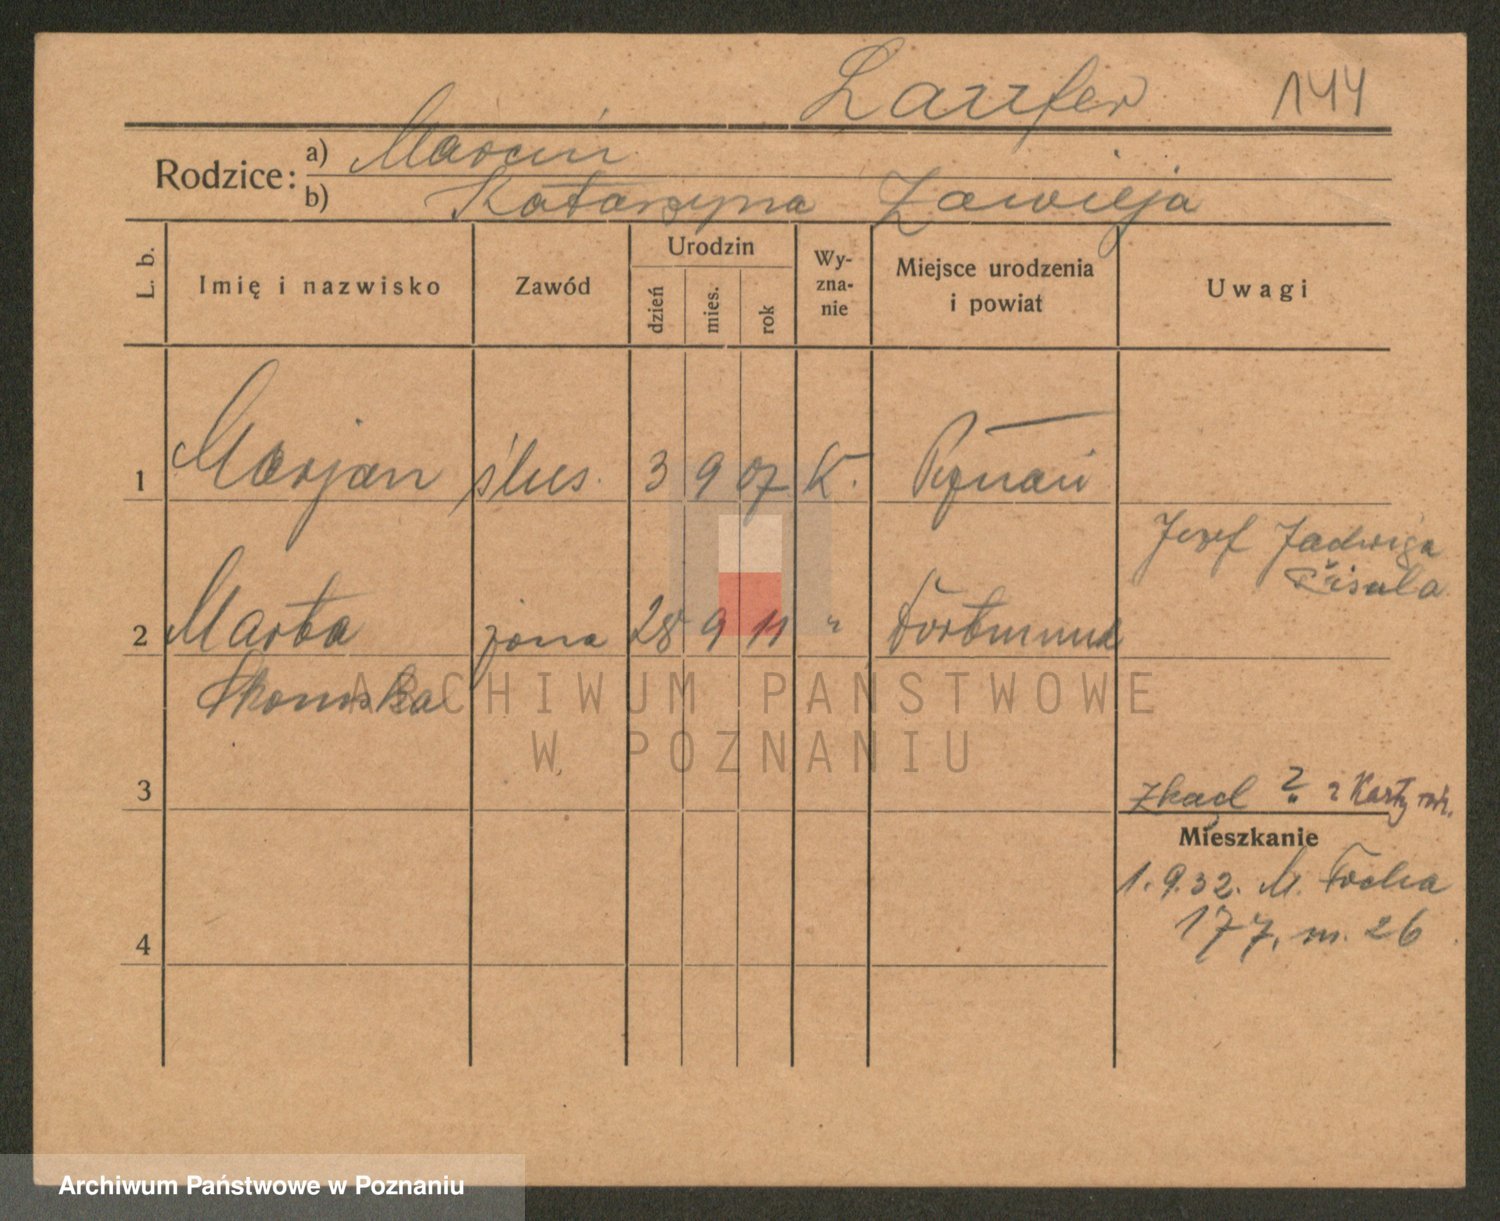 Laufer 144
Rodzice:
a) Marcin
b) Katarzyna Zawieja
L. b.
Imię i nazwisko
Zawód
Urodzin
dzień
mies.
rok
Wy-
zna-
nie
Miejsce urodzenia
i powiat
Uwagi
1 Marjan ślus. 3 9 07 K. Poznań
Józef Jadwiga
2 Marta żona 28 9 11 " Dortmund
3
zkąd ? z Karty
Mieszkanie
1.9.32. M. Focha
177, m. 26
4
ARCHIWUM PAŃSTWOWE
W POZNANIU
Archiwum Państwowe w Poznaniu